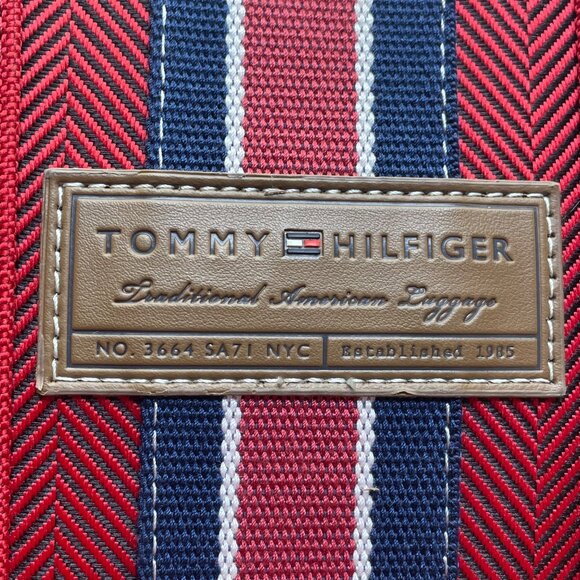 TOMMY HILFIGER
Traditional American Luggage
NO. 3664 SA71 NYC
Established 1985